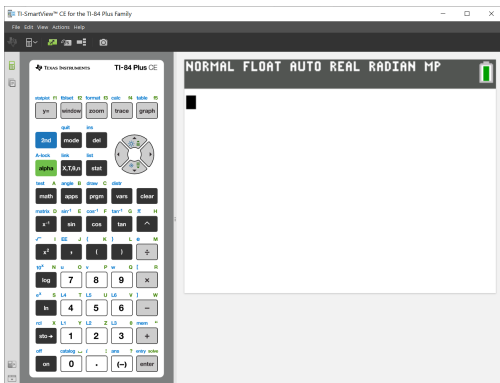 TI-SmartView™ CE for the TI-84 Plus Family
File Edit View Actions Help
TEXAS INSTRUMENTS TI-84 Plus CE
NORMAL FLOAT AUTO REAL RADIAN MP
statplot F1 tblset F2 format F3 calc F4 table F5
y= window zoom trace graph
quit ins
2nd mode del
A-lock link list
alpha X,T,θ,n stat
test A angle B draw C distr
math apps prgm vars clear
matrix D sin⁻¹ E cos⁻¹ F tan⁻¹ G π H
x⁻¹ sin cos tan ^
√‾ I EE J { K } L e M
x² , ( ) ÷
10ˣ N u O v P w Q [ R
log 7 8 9 ×
eˣ S L4 T L5 U L6 V ] W
ln 4 5 6 −
rcl X L1 Y L2 Z L3 θ mem "
sto→ 1 2 3 +
off catalog ⎵ i : ans ? entry solve
on 0 . (−) enter